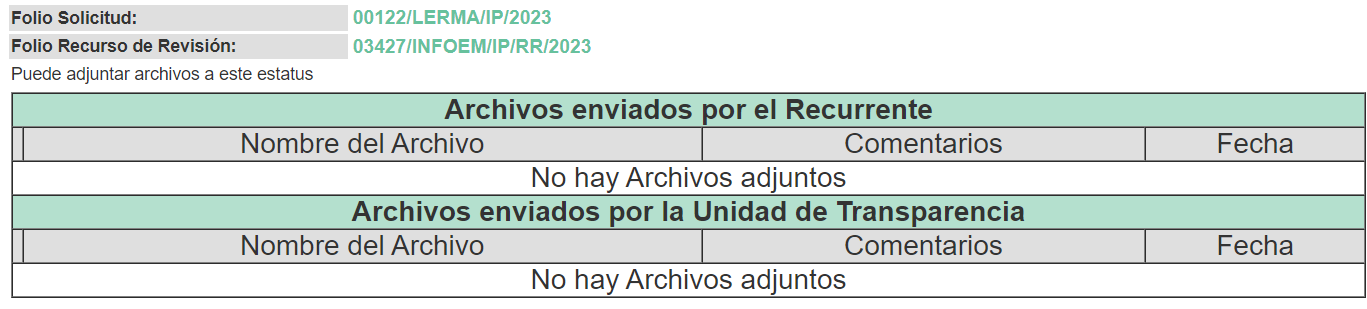 Folio Solicitud: 00122/LERMA/IP/2023
Folio Recurso de Revisión: 03427/INFOEM/IP/RR/2023
Puede adjuntar archivos a este estatus
Archivos enviados por el Recurrente
Nombre del Archivo Comentarios Fecha
No hay Archivos adjuntos
Archivos enviados por la Unidad de Transparencia
Nombre del Archivo Comentarios Fecha
No hay Archivos adjuntos